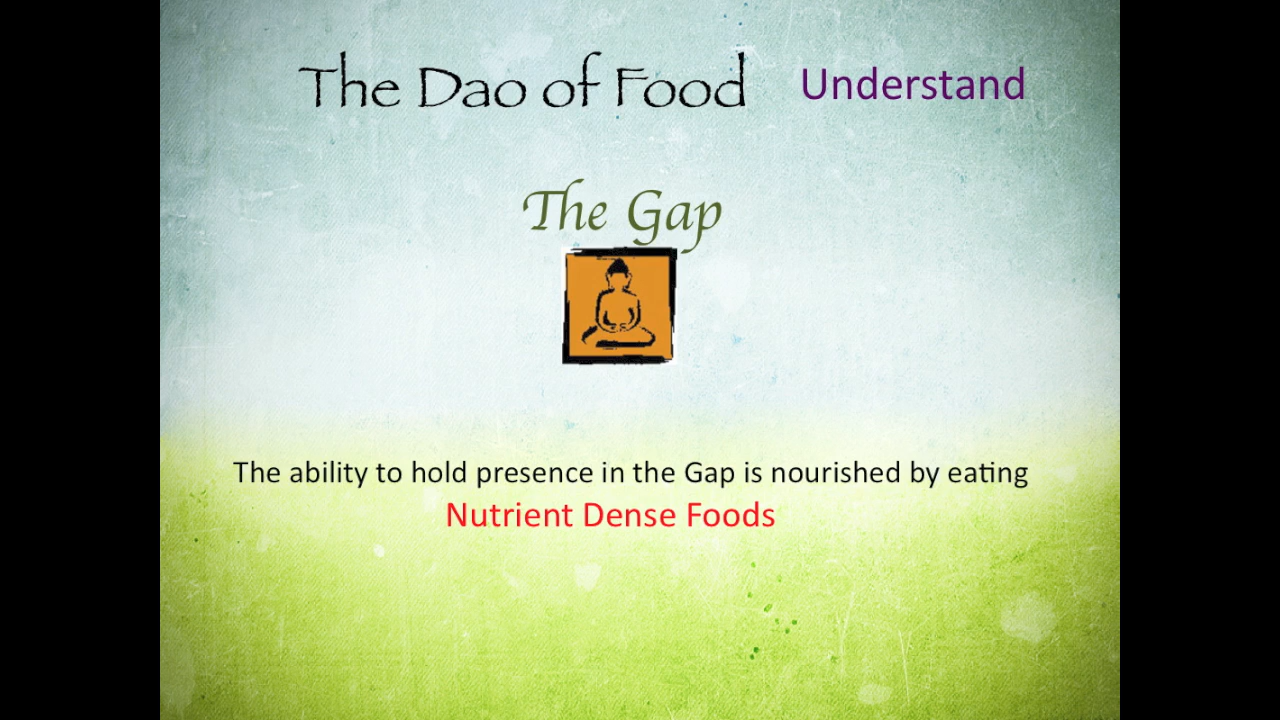 The Dao of Food Understand
The Gap
The ability to hold presence in the Gap is nourished by eating
Nutrient Dense Foods